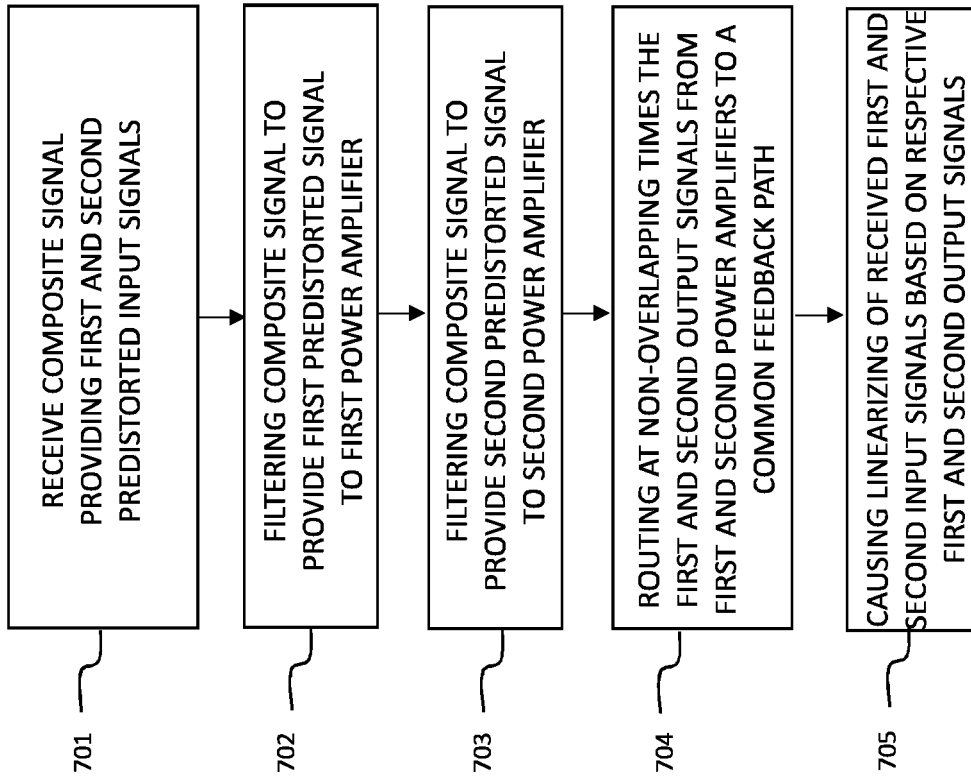 701
RECEIVE COMPOSITE SIGNAL
PROVIDING FIRST AND SECOND
PREDISTORTED INPUT SIGNALS
702
FILTERING COMPOSITE SIGNAL TO
PROVIDE FIRST PREDISTORTED SIGNAL
TO FIRST POWER AMPLIFIER
703
FILTERING COMPOSITE SIGNAL TO
PROVIDE SECOND PREDISTORTED SIGNAL
TO SECOND POWER AMPLIFIER
704
ROUTING AT NON-OVERLAPPING TIMES THE
FIRST AND SECOND OUTPUT SIGNALS FROM
FIRST AND SECOND POWER AMPLIFIERS TO A
COMMON FEEDBACK PATH
705
CAUSING LINEARIZING OF RECEIVED FIRST AND
SECOND INPUT SIGNALS BASED ON RESPECTIVE
FIRST AND SECOND OUTPUT SIGNALS